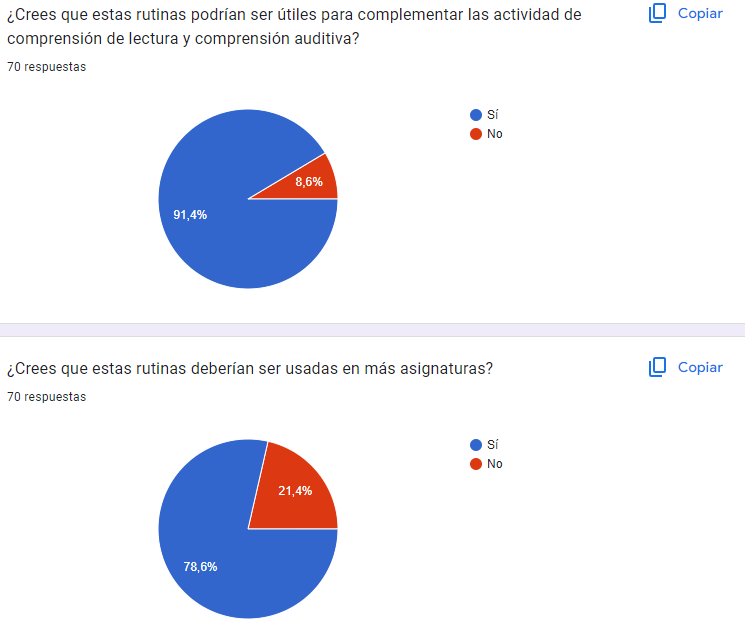 ¿Crees que estas rutinas podrían ser útiles para complementar las actividad de
comprensión de lectura y comprensión auditiva?
Copiar
70 respuestas
Sí
No
8,6%
91,4%
¿Crees que estas rutinas deberían ser usadas en más asignaturas?
Copiar
70 respuestas
Sí
No
21,4%
78,6%